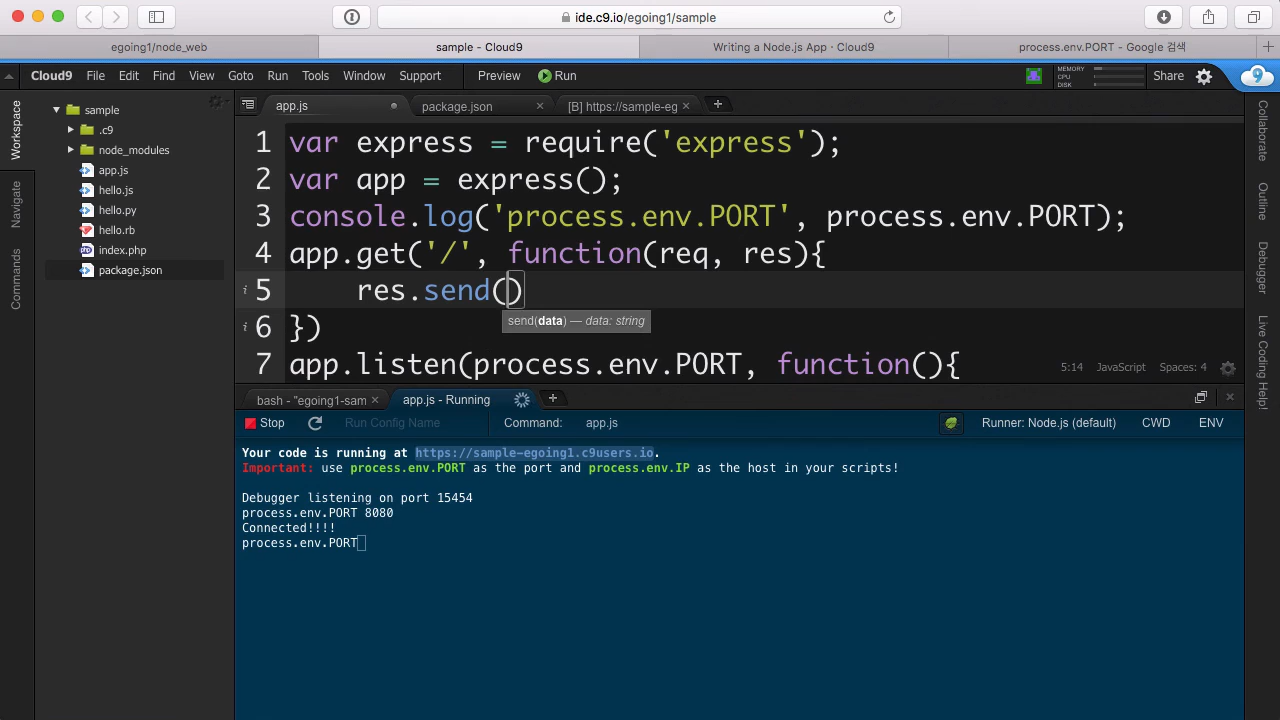 ide.c9.io/egoing1/sample
egoing1/node_web
sample - Cloud9
Writing a Node.js App · Cloud9
process.env.PORT - Google 검색
Cloud9 File Edit Find View Goto Run Tools Window Support Preview Run
MEMORY
CPU
DISK
Share
Workspace
Navigate
Commands
sample
.c9
node_modules
app.js
hello.js
hello.py
hello.rb
index.php
package.json
app.js
package.json
[B] https://sample-eg
1 var express = require('express');
2 var app = express();
3 console.log('process.env.PORT', process.env.PORT);
4 app.get('/', function(req, res){
i 5 res.send()
send(data) — data: string
i 6 })
7 app.listen(process.env.PORT, function(){
5:14 JavaScript Spaces: 4
bash - "egoing1-sam
app.js - Running
Stop
Run Config Name
Command: app.js
Runner: Node.js (default) CWD ENV
Your code is running at https://sample-egoing1.c9users.io.
Important: use process.env.PORT as the port and process.env.IP as the host in your scripts!
Debugger listening on port 15454
process.env.PORT 8080
Connected!!!!
process.env.PORT
Collaborate
Outline
Debugger
Live Coding Help!